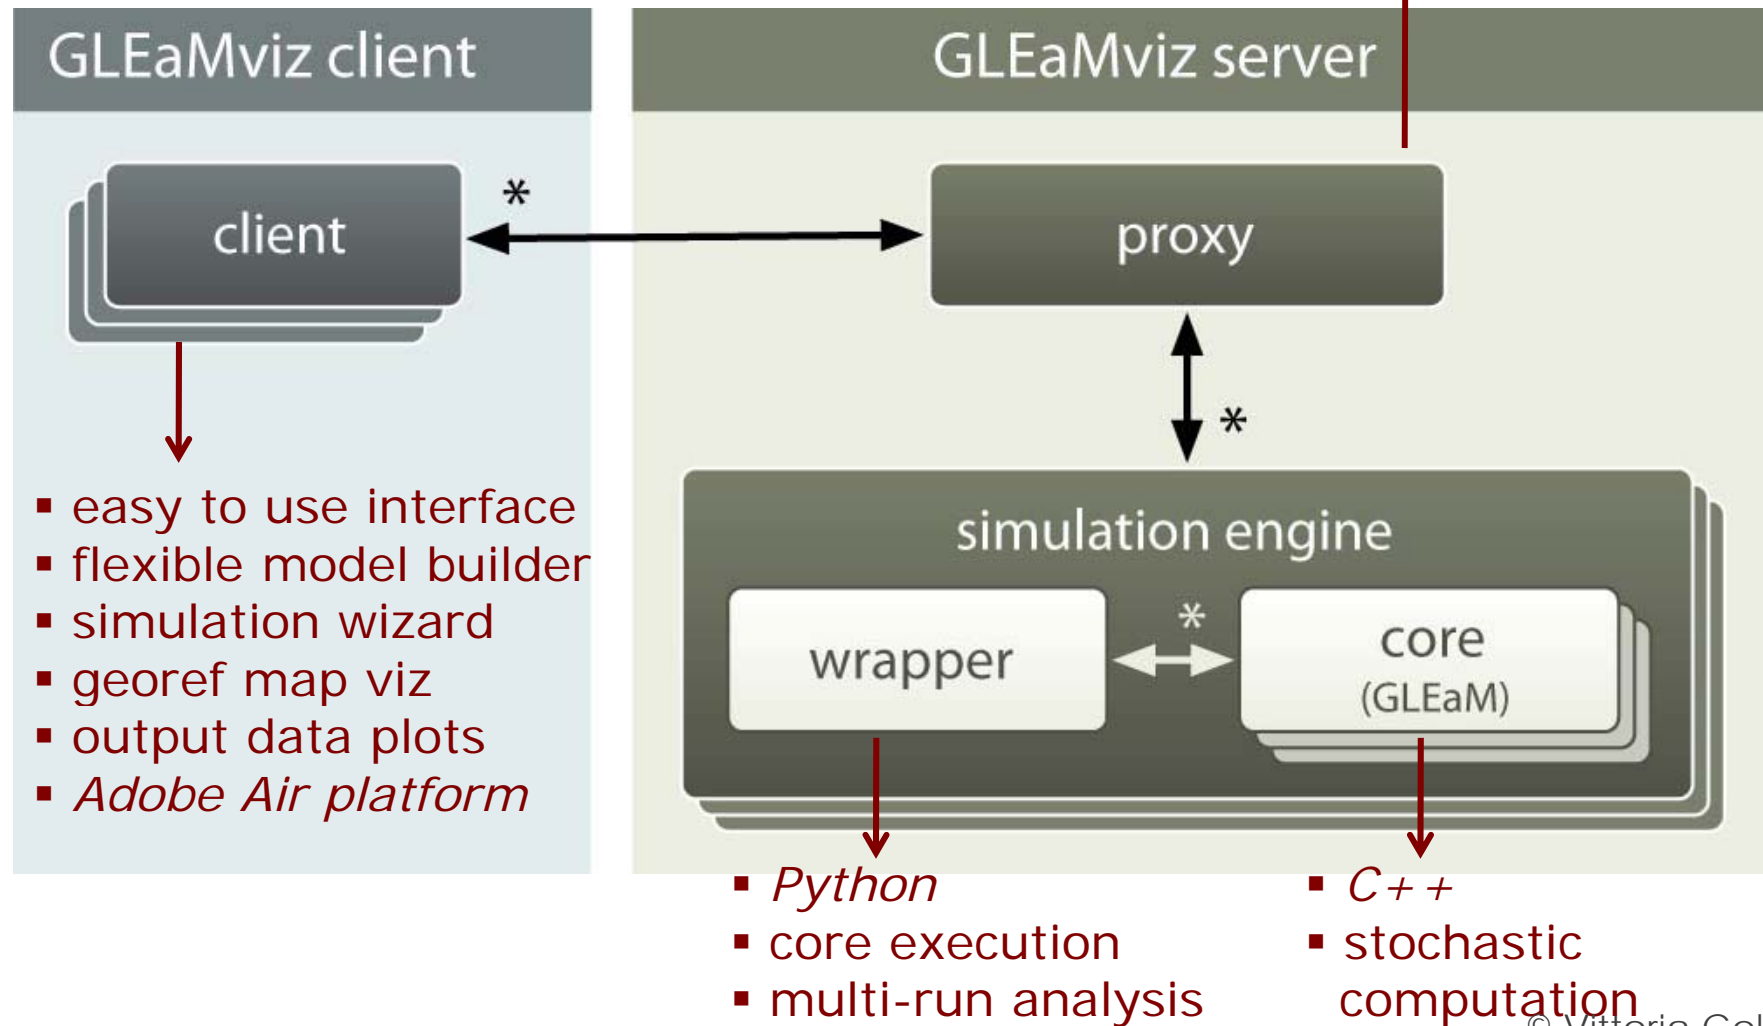 GLEaMviz client
GLEaMviz server
client
*
proxy
*
simulation engine
wrapper
*
core
(GLEaM)
▪ easy to use interface
▪ flexible model builder
▪ simulation wizard
▪ georef map viz
▪ output data plots
▪ Adobe Air platform
▪ Python
▪ core execution
▪ multi-run analysis
▪ C++
▪ stochastic
computation
© Vittoria